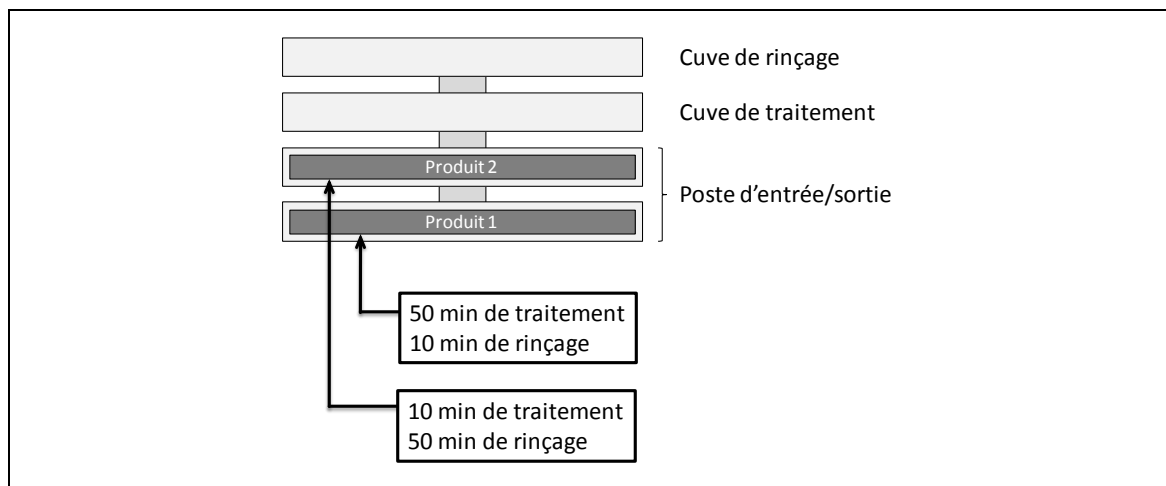 Cuve de rinçage
Cuve de traitement
Produit 2
Poste d'entrée/sortie
Produit 1
50 min de traitement
10 min de rinçage
10 min de traitement
50 min de rinçage